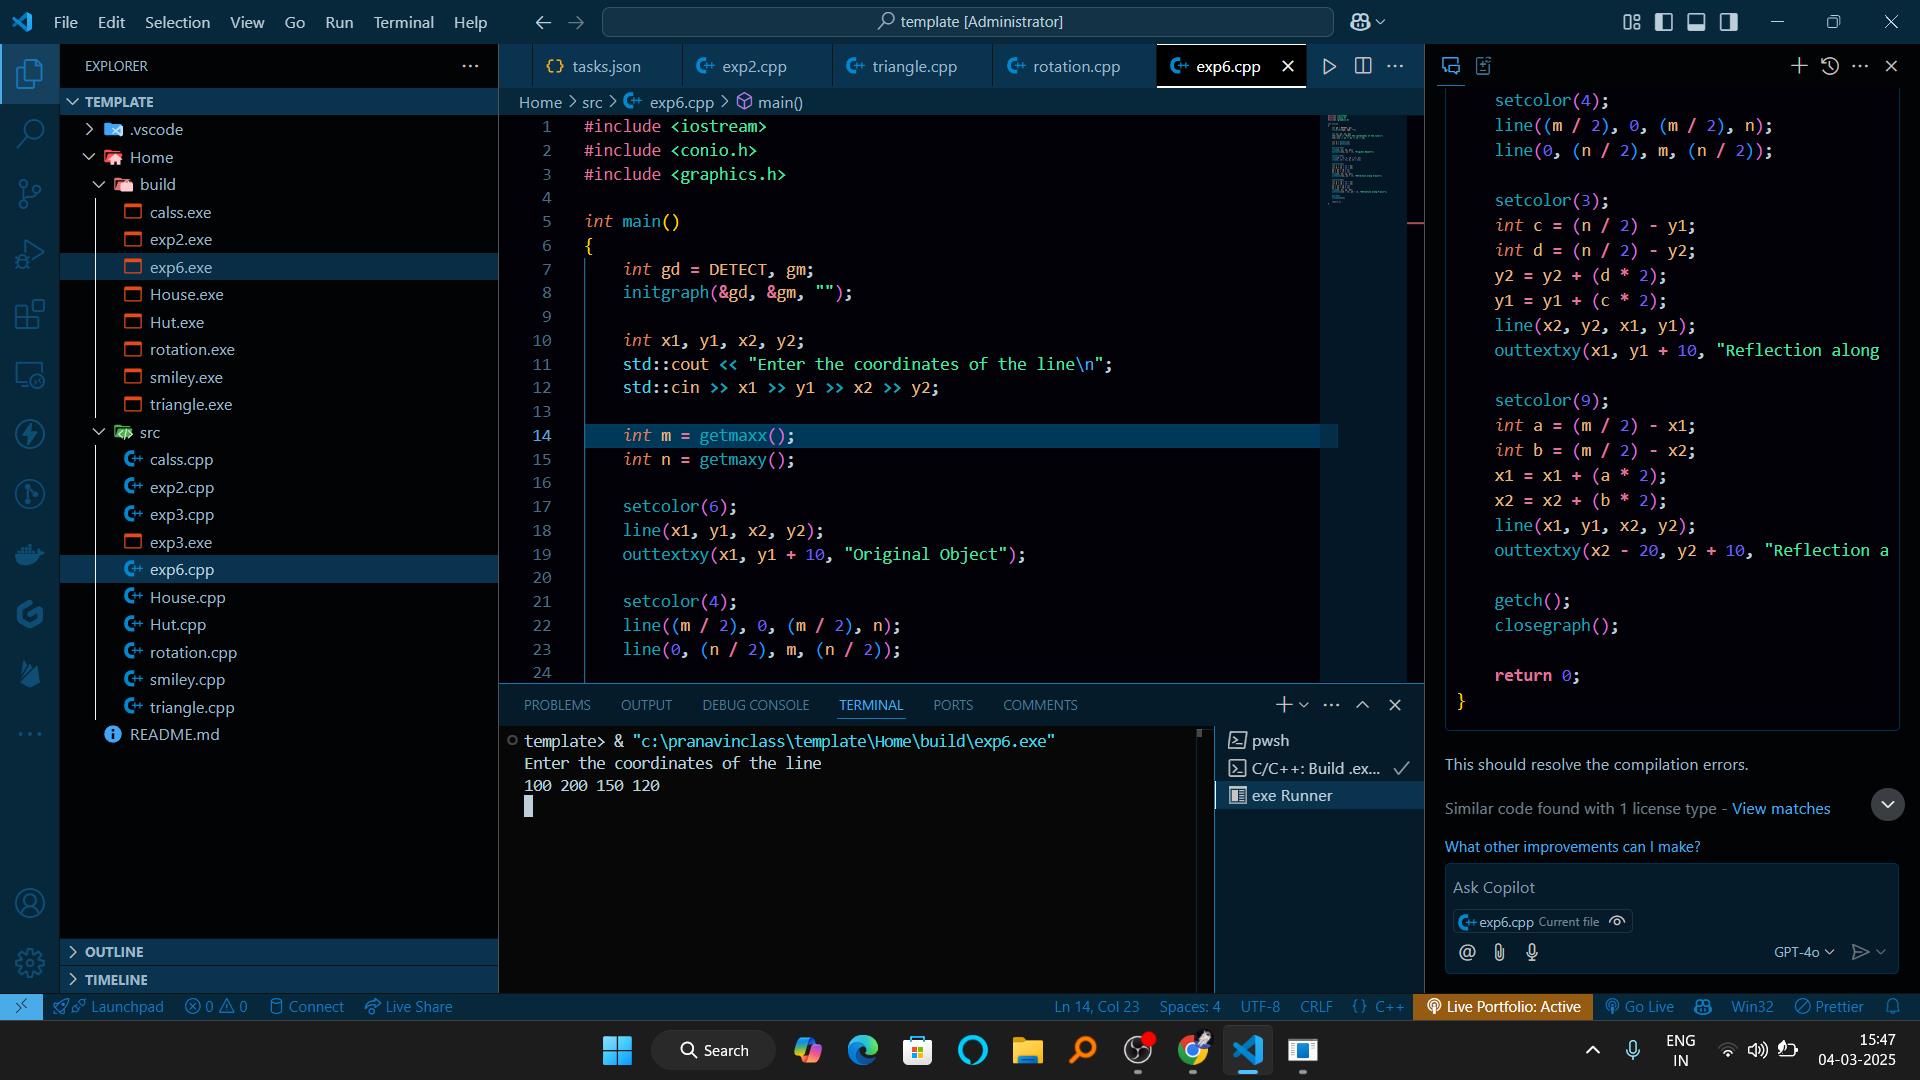 File Edit Selection View Go Run Terminal Help
template [Administrator]
EXPLORER
TEMPLATE
.vscode
Home
build
calss.exe
exp2.exe
exp6.exe
House.exe
Hut.exe
rotation.exe
smiley.exe
triangle.exe
src
calss.cpp
exp2.cpp
exp3.cpp
exp3.exe
exp6.cpp
House.cpp
Hut.cpp
rotation.cpp
smiley.cpp
triangle.cpp
README.md
OUTLINE
TIMELINE
tasks.json exp2.cpp triangle.cpp rotation.cpp exp6.cpp
Home > src > exp6.cpp > main()
1 #include <iostream>
2 #include <conio.h>
3 #include <graphics.h>
4
5 int main()
6 {
7 int gd = DETECT, gm;
8 initgraph(&gd, &gm, "");
9
10 int x1, y1, x2, y2;
11 std::cout << "Enter the coordinates of the line\n";
12 std::cin >> x1 >> y1 >> x2 >> y2;
13
14 int m = getmaxx();
15 int n = getmaxy();
16
17 setcolor(6);
18 line(x1, y1, x2, y2);
19 outtextxy(x1, y1 + 10, "Original Object");
20
21 setcolor(4);
22 line((m / 2), 0, (m / 2), n);
23 line(0, (n / 2), m, (n / 2));
24
PROBLEMS OUTPUT DEBUG CONSOLE TERMINAL PORTS COMMENTS
template> & "c:\pranavinclass\template\Home\build\exp6.exe"
Enter the coordinates of the line
100 200 150 120
pwsh
C/C++: Build .ex...
exe Runner
setcolor(4);
line((m / 2), 0, (m / 2), n);
line(0, (n / 2), m, (n / 2));
setcolor(3);
int c = (n / 2) - y1;
int d = (n / 2) - y2;
y2 = y2 + (d * 2);
y1 = y1 + (c * 2);
line(x2, y2, x1, y1);
outtextxy(x1, y1 + 10, "Reflection along
setcolor(9);
int a = (m / 2) - x1;
int b = (m / 2) - x2;
x1 = x1 + (a * 2);
x2 = x2 + (b * 2);
line(x1, y1, x2, y2);
outtextxy(x2 - 20, y2 + 10, "Reflection a
getch();
closegraph();
return 0;
}
This should resolve the compilation errors.
Similar code found with 1 license type - View matches
What other improvements can I make?
Ask Copilot
exp6.cpp Current file
GPT-4o
Launchpad 0 0 Connect Live Share
Ln 14, Col 23 Spaces: 4 UTF-8 CRLF {} C++ Live Portfolio: Active Go Live Win32 Prettier
Search
ENG
IN
15:47
04-03-2025